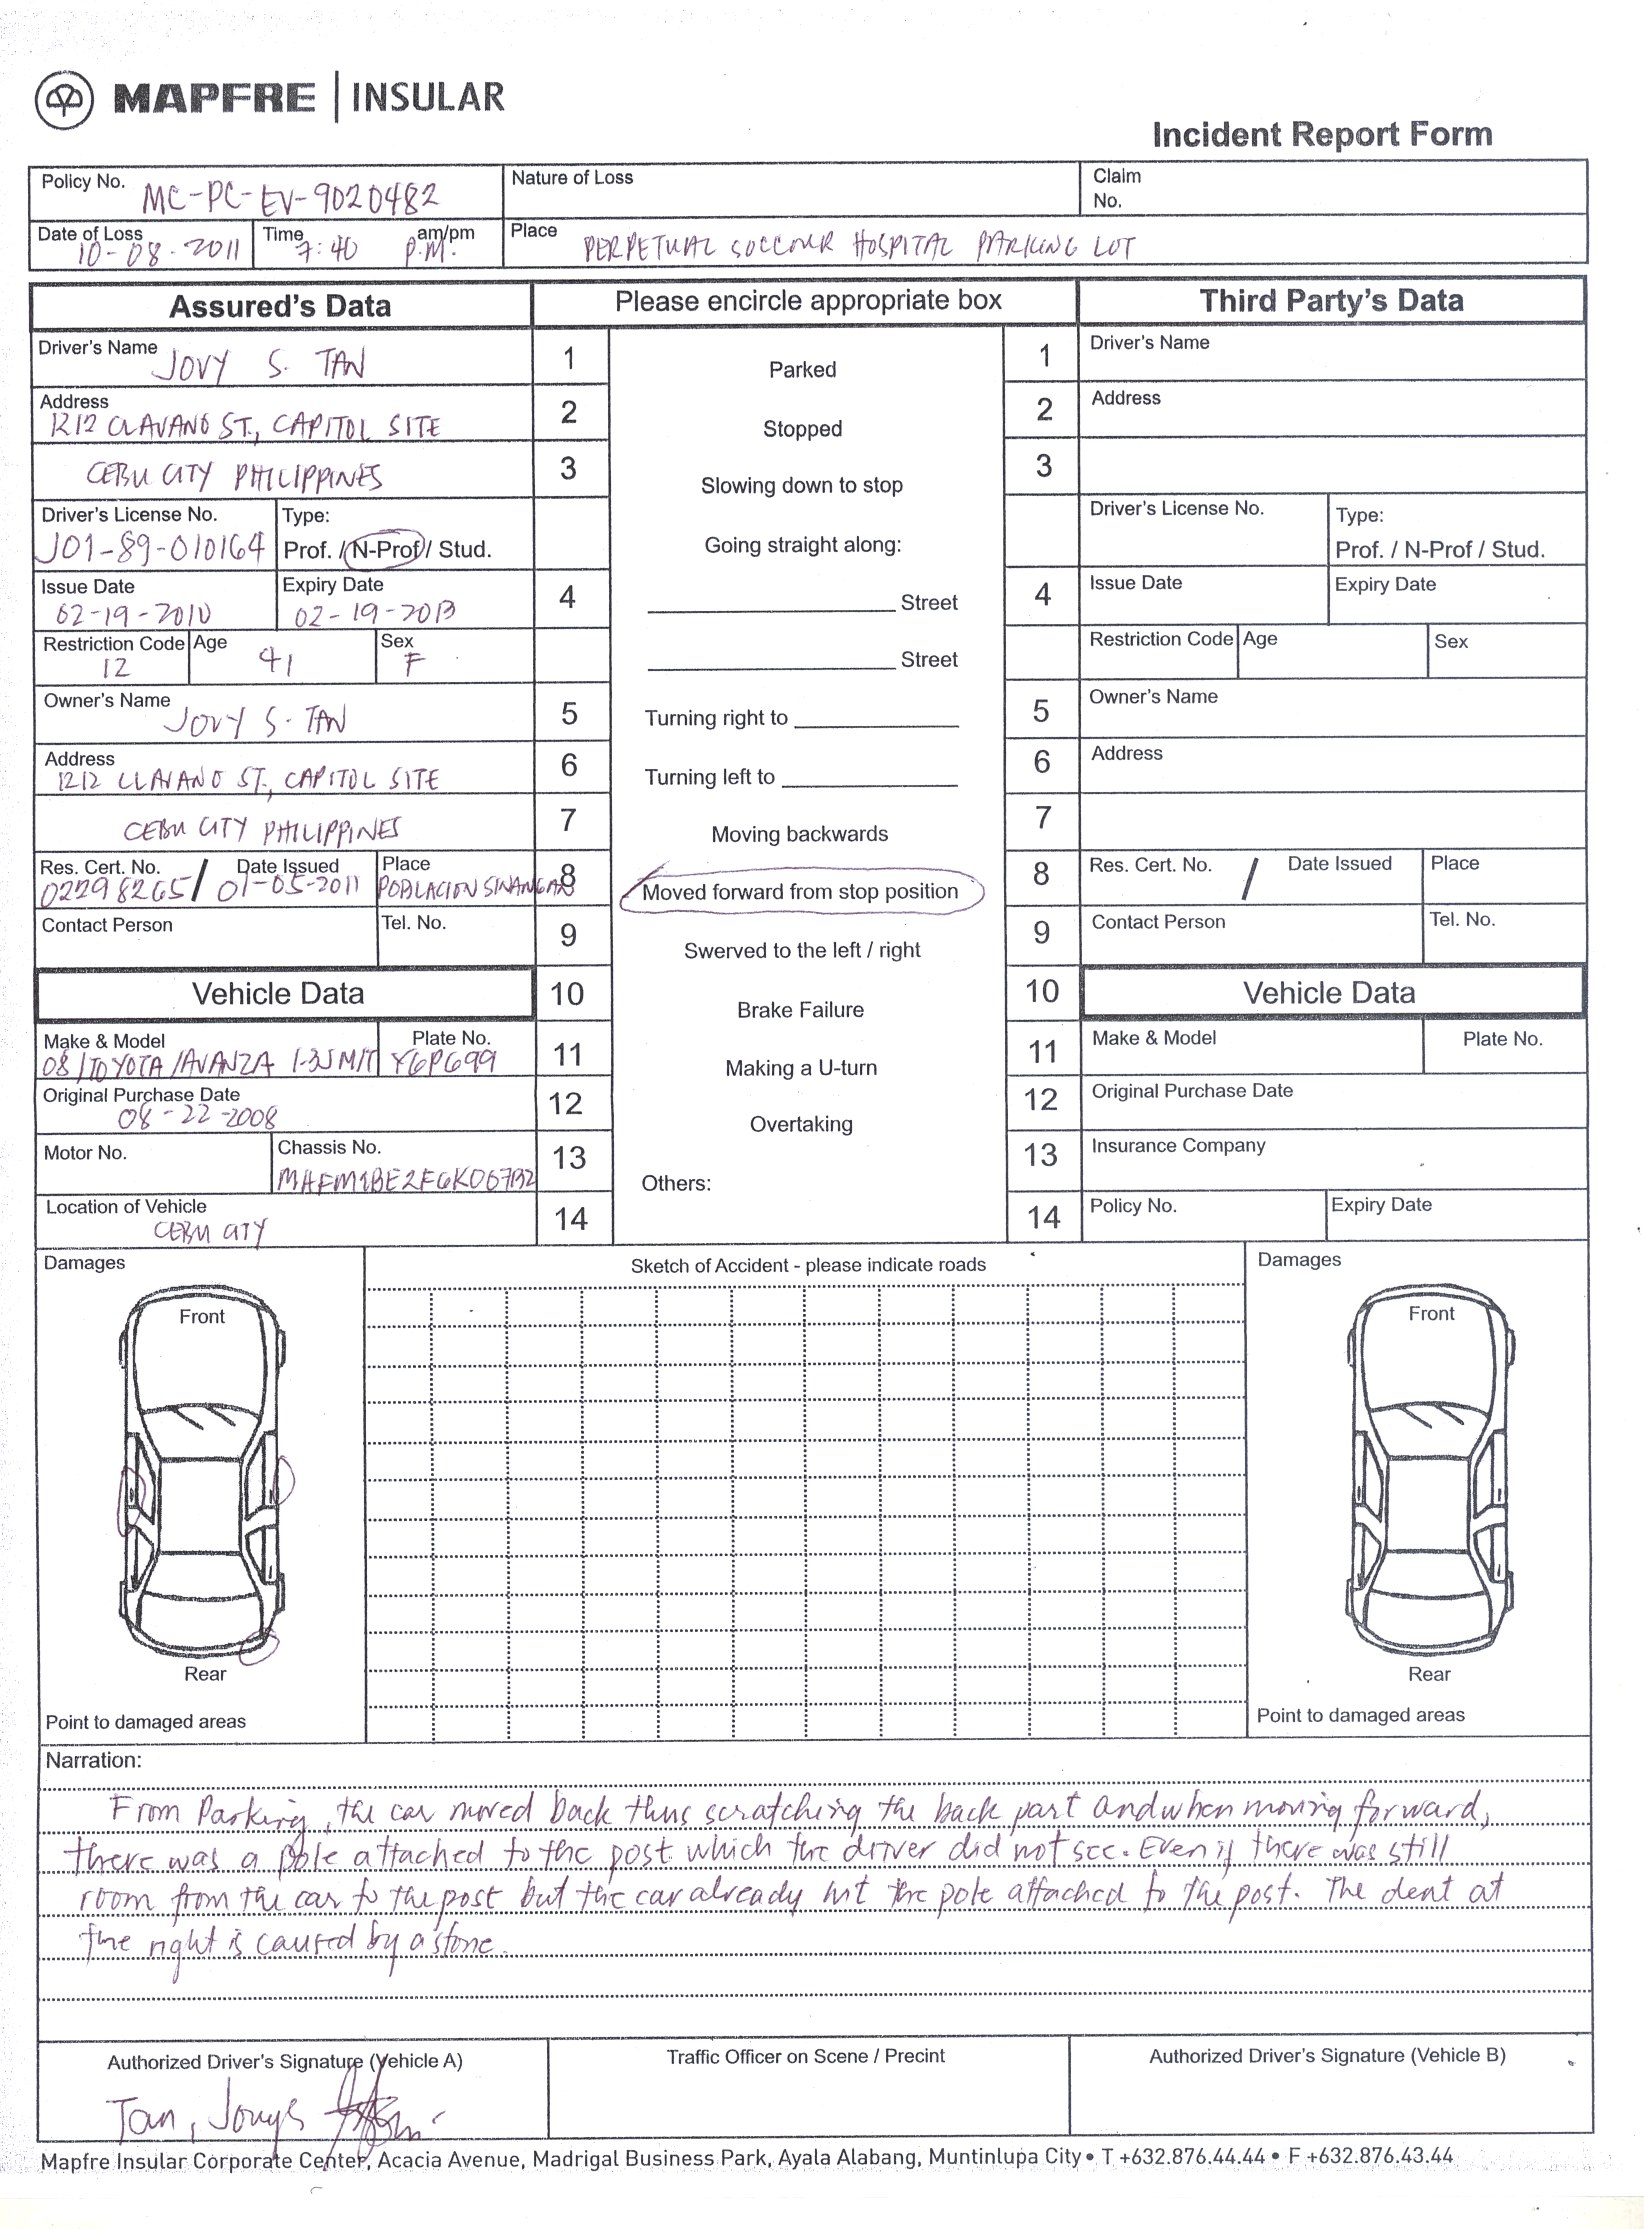 MAPFRE | INSULAR
Incident Report Form
Policy No. MC-PC-EV-9020482
Nature of Loss
Claim No.
Date of Loss 10-08-2011
Time 7:40 am/pm P.M.
Place PERPETUAL SUCCOUR HOSPITAL PARKING LOT
Assured's Data
Please encircle appropriate box
Third Party's Data
Driver's Name JOVY S. TAN
Address
1212 CLAVANO ST., CAPITOL SITE
CEBU CITY PHILIPPINES
Driver's License No. J01-89-010164
Type: Prof. / N-Prof / Stud.
Issue Date 02-19-2010
Expiry Date 02-19-2013
Restriction Code 12
Age 41
Sex F
Owner's Name JOVY S. TAN
Address
1212 CLAVANO ST., CAPITOL SITE
CEBU CITY PHILIPPINES
Res. Cert. No. / Date Issued
02298265 / 01-05-2011
Place POBLACION
Contact Person
Tel. No.
Vehicle Data
Make & Model 08/TOYOTA/AVANZA 1.3J M/T
Plate No. YGP699
Original Purchase Date 08-22-2008
Motor No.
Chassis No.
Location of Vehicle CEBU CITY
1
2
3
4
5
6
7
8
9
10
11
12
13
14
Parked
Stopped
Slowing down to stop
Going straight along:
Street
Street
Turning right to
Turning left to
Moving backwards
Moved forward from stop position
Swerved to the left / right
Brake Failure
Making a U-turn
Overtaking
Others:
1
2
3
4
5
6
7
8
9
10
11
12
13
14
Driver's Name
Address
Driver's License No.
Type: Prof. / N-Prof / Stud.
Issue Date
Expiry Date
Restriction Code
Age
Sex
Owner's Name
Address
Res. Cert. No. / Date Issued
Place
Contact Person
Tel. No.
Vehicle Data
Make & Model
Plate No.
Original Purchase Date
Insurance Company
Policy No.
Expiry Date
Damages
Front
Rear
Point to damaged areas
Sketch of Accident - please indicate roads
Damages
Front
Rear
Point to damaged areas
Narration:
From Parking, the car moved back thus scratching the back part and when moving forward,
there was a pole attached to the post which the driver did not see. Even if there was still
room from the car to the post but the car already hit the pole attached to the post. The dent at
the right is caused by a stone.
Authorized Driver's Signature (Vehicle A)
Tan, Jovy S
Traffic Officer on Scene / Precint
Authorized Driver's Signature (Vehicle B)
Mapfre Insular Corporate Center, Acacia Avenue, Madrigal Business Park, Ayala Alabang, Muntinlupa City • T +632.876.44.44 • F +632.876.43.44